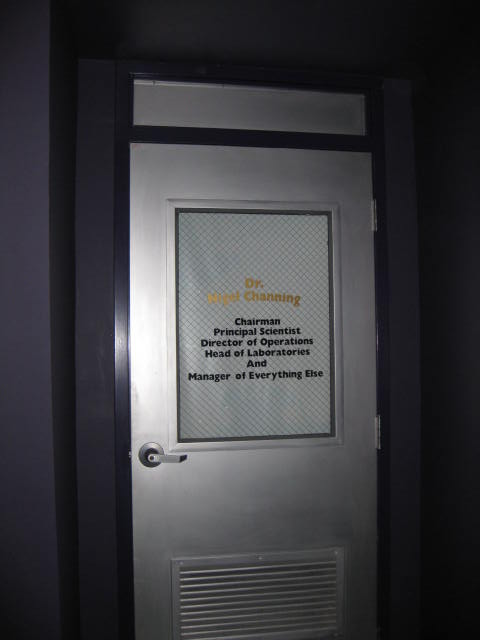 Dr.
Nigel Channing
Chairman
Principal Scientist
Director of Operations
Head of Laboratories
And
Manager of Everything Else